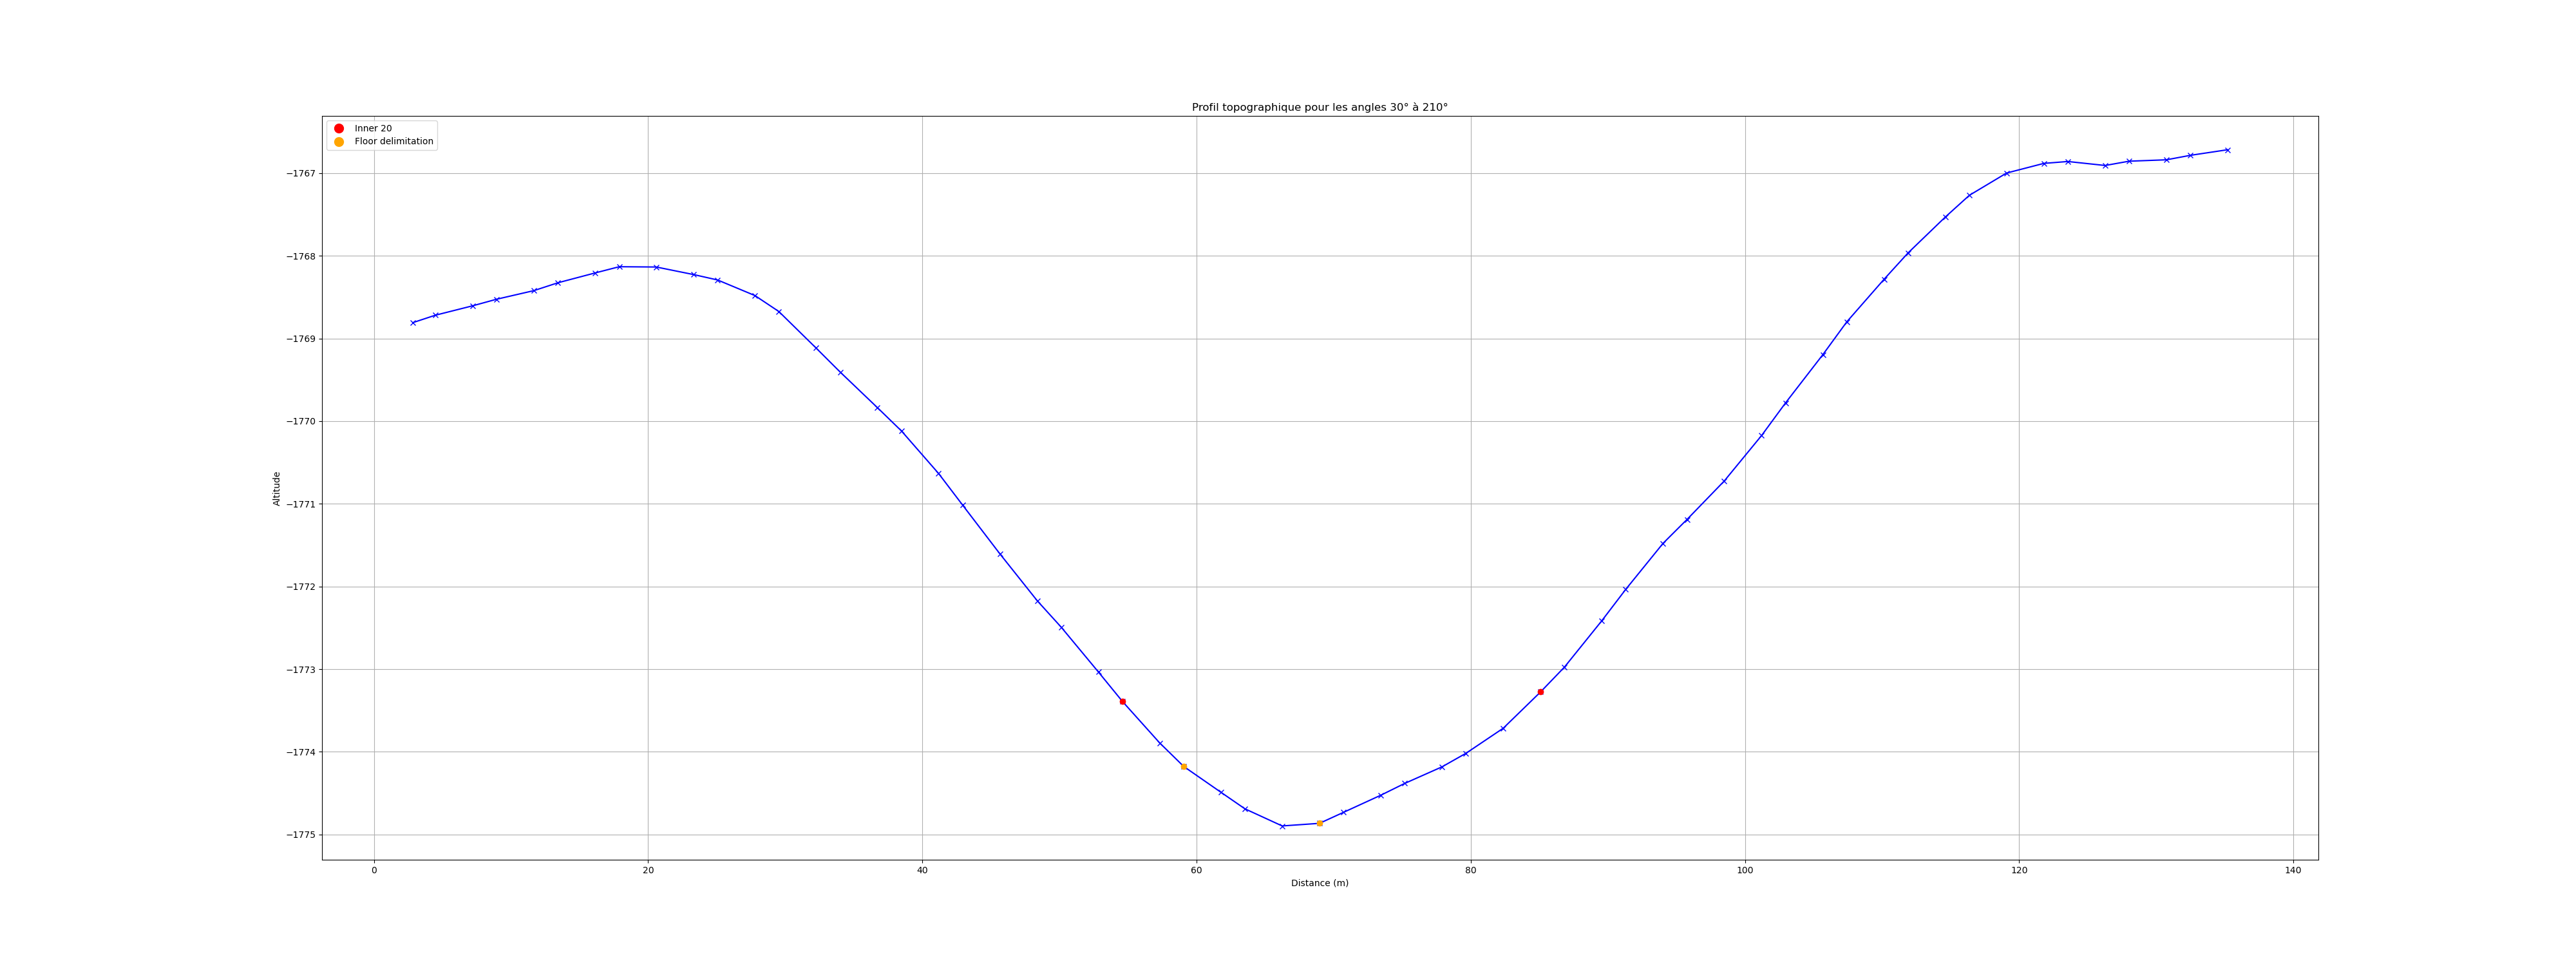 Profil topographique pour les angles 30° à 210°
Inner 20
Floor delimitation
−1767
−1768
−1769
−1770
−1771
−1772
−1773
−1774
−1775
Altitude
0 20 40 60 80 100 120 140
Distance (m)